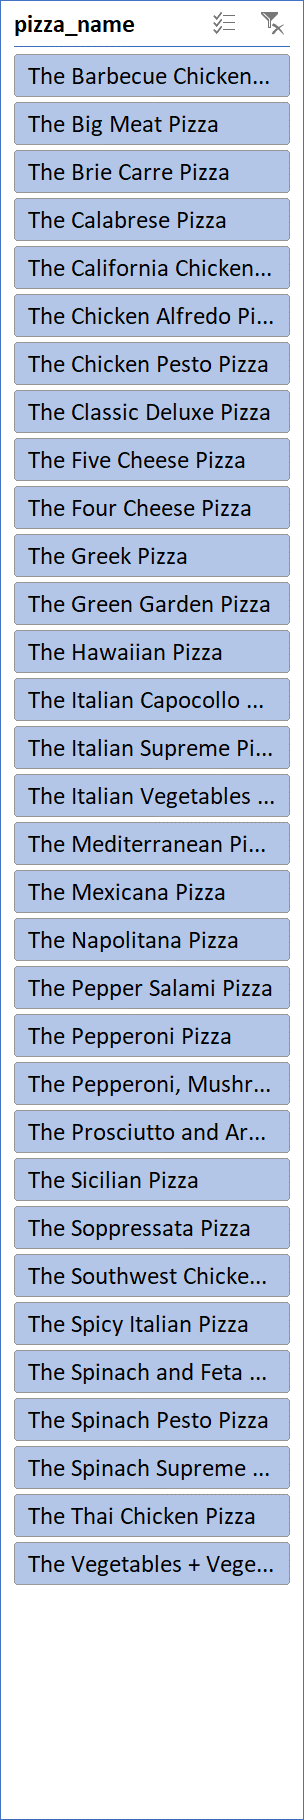 pizza_name
The Barbecue Chicken...
The Big Meat Pizza
The Brie Carre Pizza
The Calabrese Pizza
The California Chicken...
The Chicken Alfredo Pi...
The Chicken Pesto Pizza
The Classic Deluxe Pizza
The Five Cheese Pizza
The Four Cheese Pizza
The Greek Pizza
The Green Garden Pizza
The Hawaiian Pizza
The Italian Capocollo ...
The Italian Supreme Pi...
The Italian Vegetables ...
The Mediterranean Pi...
The Mexicana Pizza
The Napolitana Pizza
The Pepper Salami Pizza
The Pepperoni Pizza
The Pepperoni, Mushr...
The Prosciutto and Ar...
The Sicilian Pizza
The Soppressata Pizza
The Southwest Chicke...
The Spicy Italian Pizza
The Spinach and Feta ...
The Spinach Pesto Pizza
The Spinach Supreme ...
The Thai Chicken Pizza
The Vegetables + Vege...